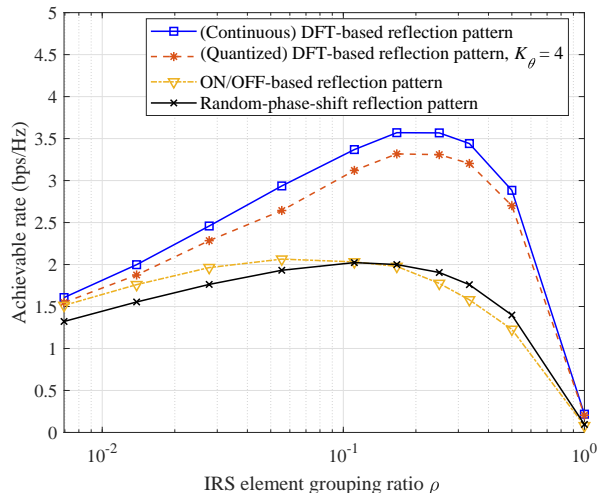 5
4.5
4
3.5
3
2.5
2
1.5
1
0.5
0
Achievable rate (bps/Hz)
(Continuous) DFT-based reflection pattern
(Quantized) DFT-based reflection pattern, K_θ = 4
ON/OFF-based reflection pattern
Random-phase-shift reflection pattern
10^-2 10^-1 10^0
IRS element grouping ratio ρ